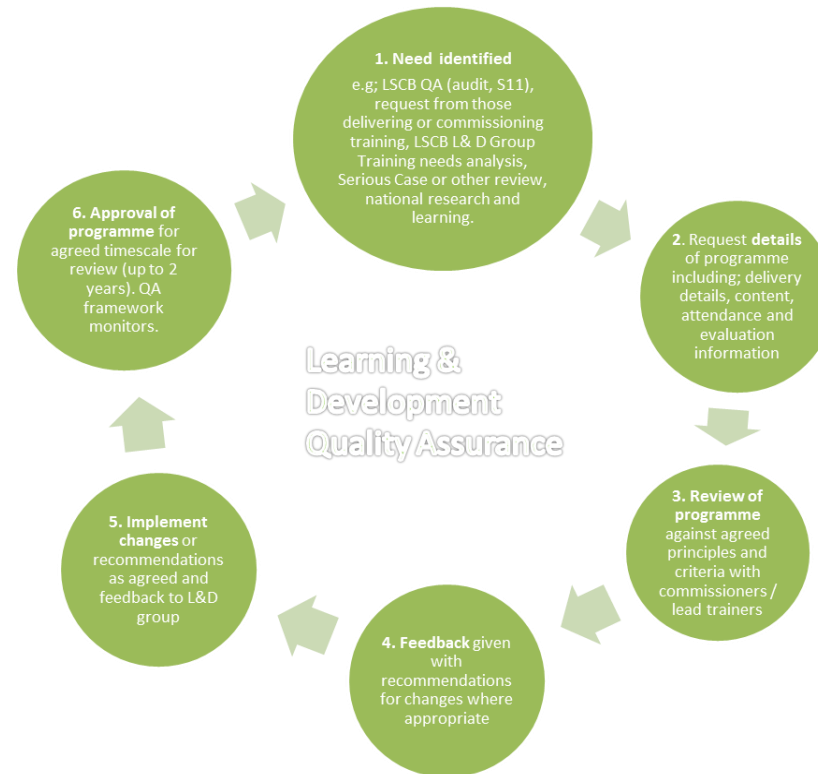 1. Need identified
e.g; LSCB QA (audit, S11),
request from those
delivering or commissioning
training, LSCB L& D Group
Training needs analysis,
Serious Case or other review,
national research and
learning.
2. Request details
of programme
including; delivery
details, content,
attendance and
evaluation
information
3. Review of
programme
against agreed
principles and
criteria with
commissioners /
lead trainers
4. Feedback given
with
recommendations
for changes where
appropriate
5. Implement
changes or
recommendations
as agreed and
feedback to L&D
group
6. Approval of
programme for
agreed timescale for
review (up to 2
years). QA
framework
monitors.
Learning &
Development
Quality Assurance